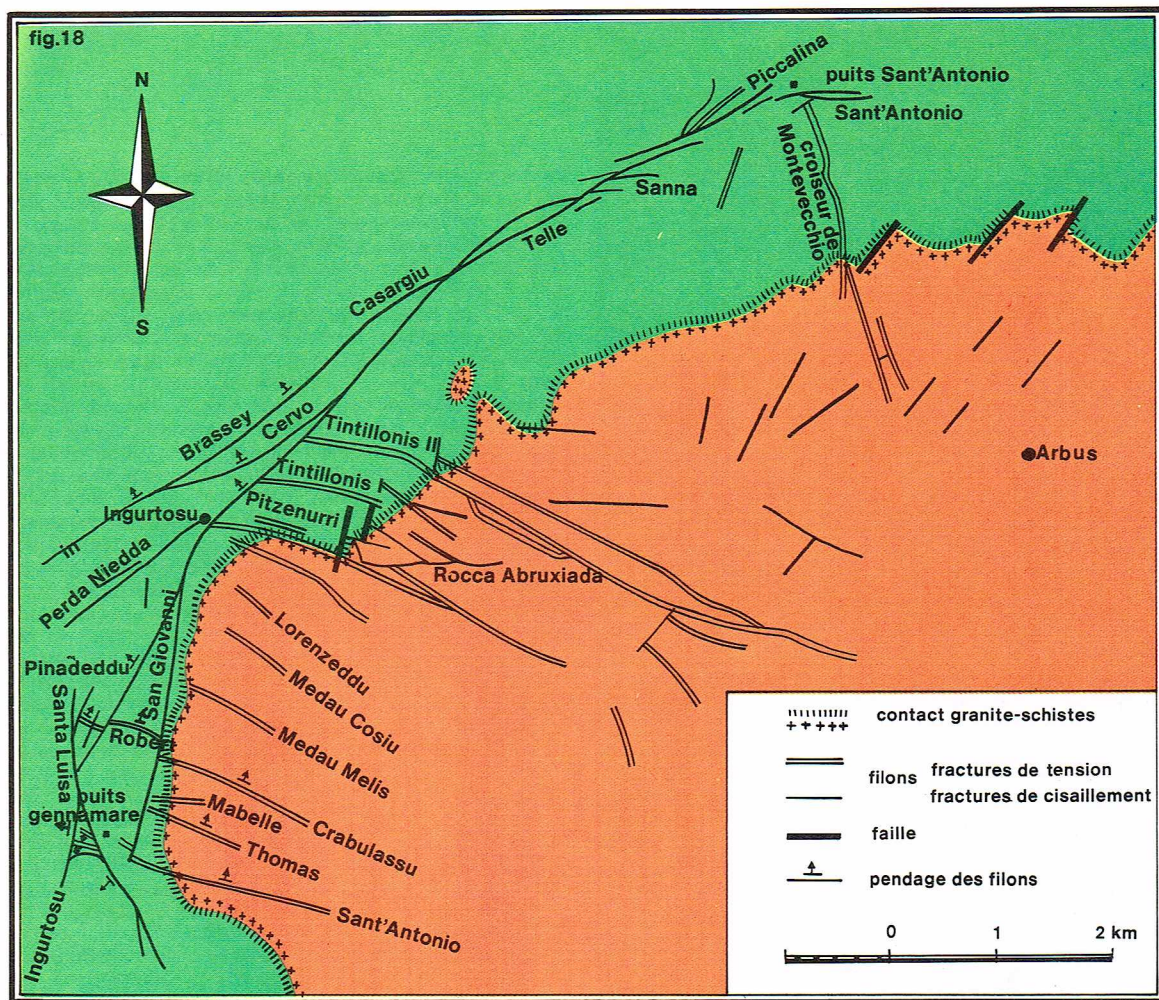 fig.18
N
S
Piccalina
puits Sant'Antonio
Sant'Antonio
croiseur de
Montevecchio
Sanna
Telle
Casargiu
Brassey
Cervo
Tintillonis II
Tintillonis I
Pitzenurri
Ingurtosu
m
Perda Niedda
Rocca Abruxiada
Arbus
San Giovanni
Pinadeddu
Santa Luisa
Lorenzeddu
Medau Cosiu
Medau Melis
Crabulassu
Mabelle
Thomas
Sant'Antonio
puits
gennamare
Ingurtosu
contact granite-schistes
filons fractures de tension
fractures de cisaillement
faille
pendage des filons
0 1 2 km